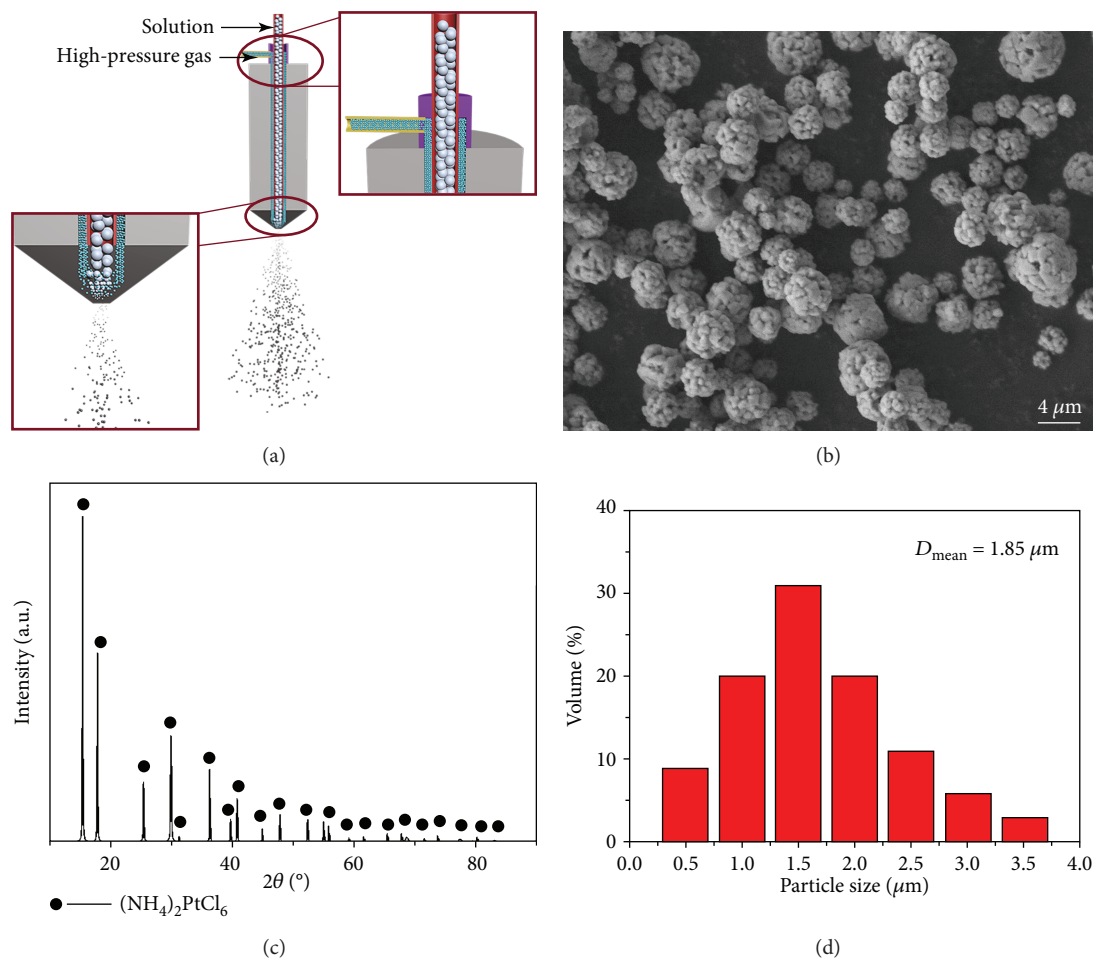 Solution
High-pressure gas
(a)
4 μm
(b)
Intensity (a.u.)
20
40
60
80
2θ (°)
(NH₄)₂PtCl₆
(c)
40
30
20
10
0
Volume (%)
D_mean = 1.85 μm
0.0 0.5 1.0 1.5 2.0 2.5 3.0 3.5 4.0
Particle size (μm)
(d)